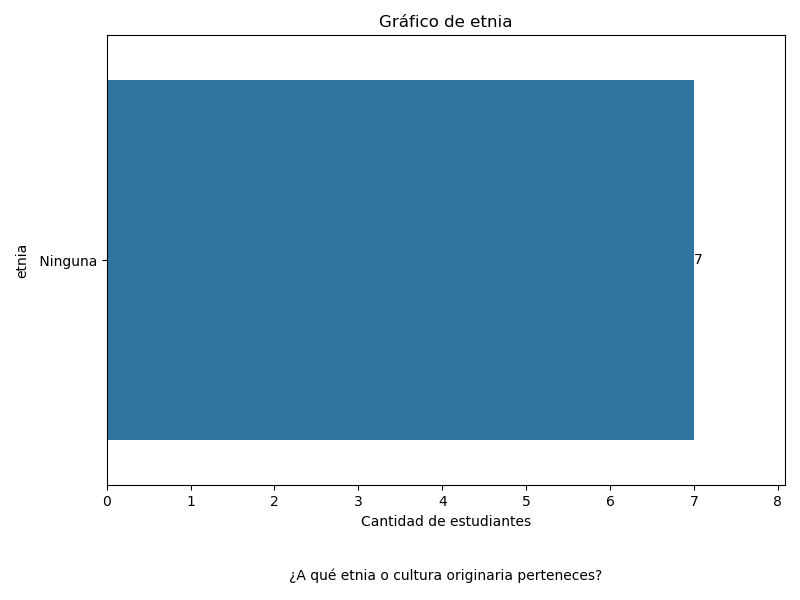 Gráfico de etnia
etnia
Ninguna
7
0 1 2 3 4 5 6 7 8
Cantidad de estudiantes
¿A qué etnia o cultura originaria perteneces?